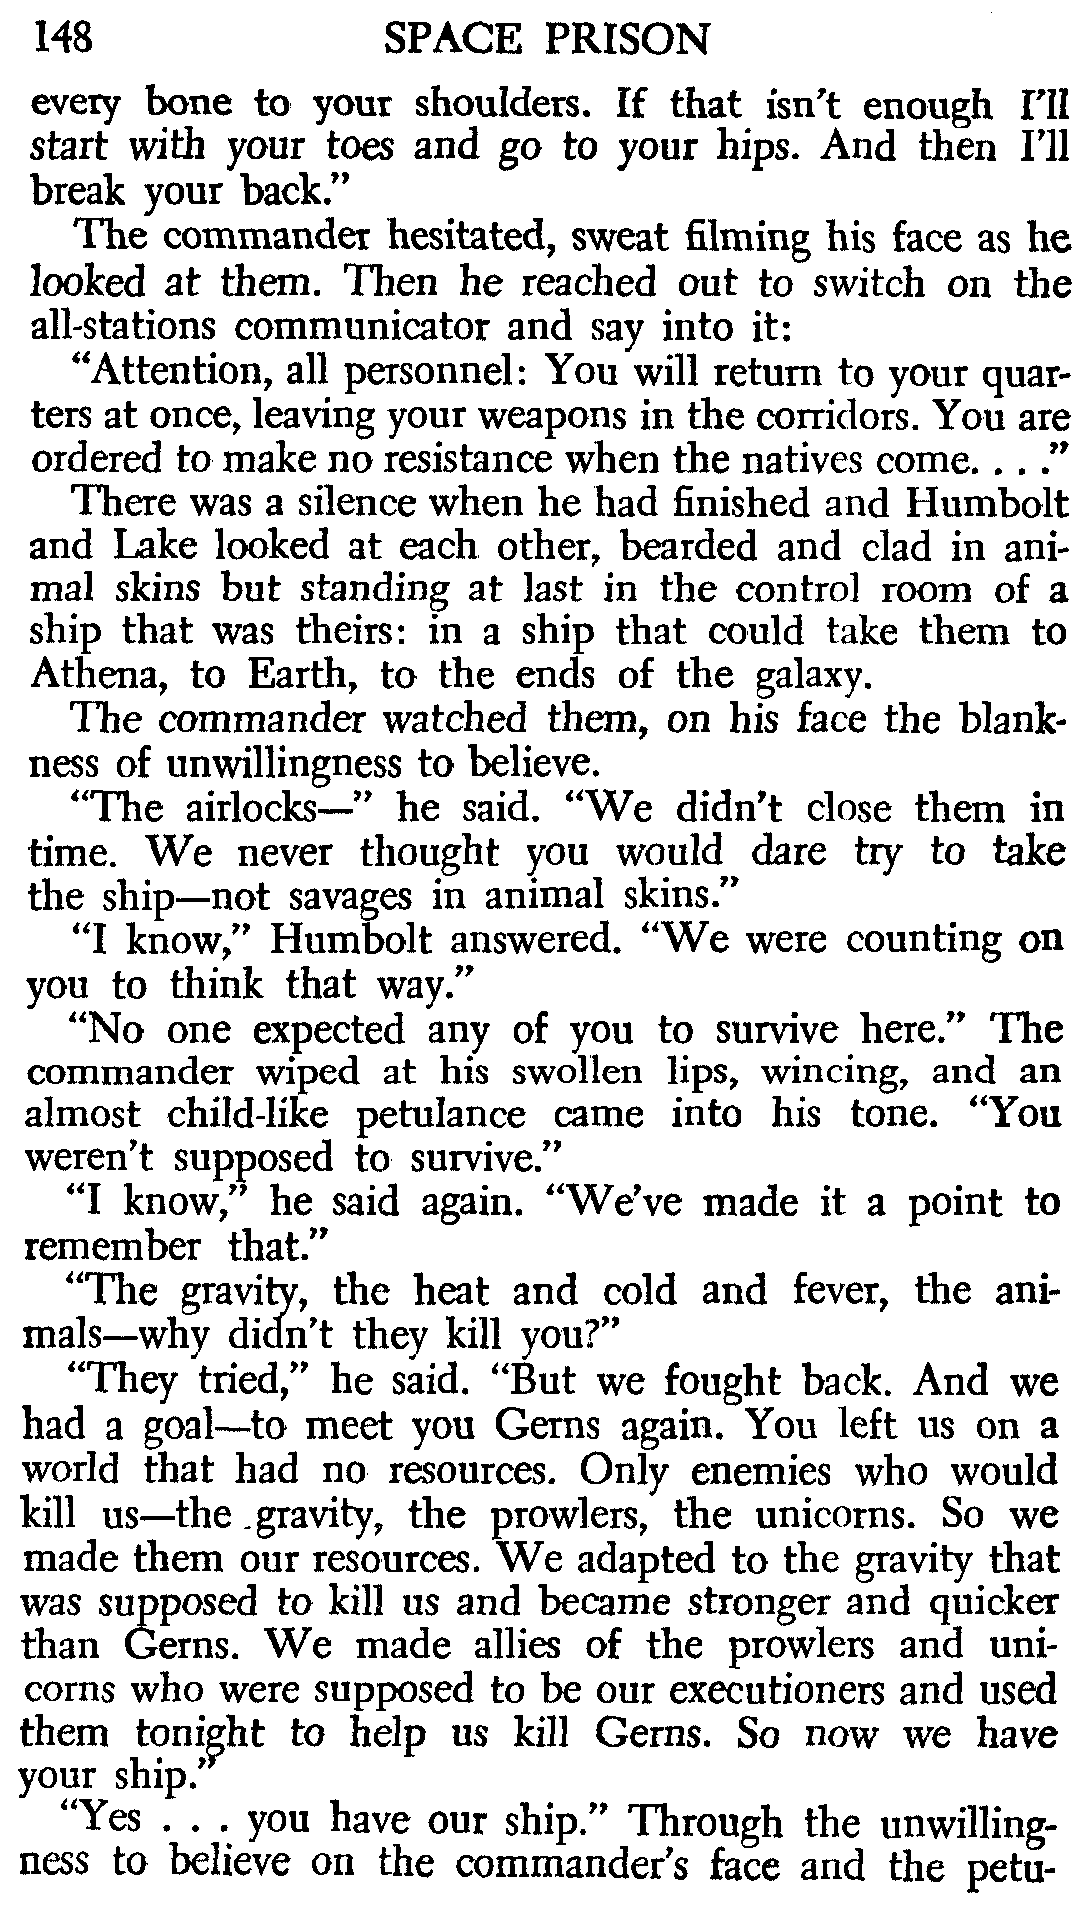 148 SPACE PRISON
every bone to your shoulders. If that isn't enough I'll
start with your toes and go to your hips. And then I'll
break your back."
The commander hesitated, sweat filming his face as he
looked at them. Then he reached out to switch on the
all-stations communicator and say into it:
"Attention, all personnel: You will return to your quar-
ters at once, leaving your weapons in the corridors. You are
ordered to make no resistance when the natives come. . . ."
There was a silence when he had finished and Humbolt
and Lake looked at each other, bearded and clad in ani-
mal skins but standing at last in the control room of a
ship that was theirs: in a ship that could take them to
Athena, to Earth, to the ends of the galaxy.
The commander watched them, on his face the blank-
ness of unwillingness to believe.
"The airlocks—" he said. "We didn't close them in
time. We never thought you would dare try to take
the ship—not savages in animal skins."
"I know," Humbolt answered. "We were counting on
you to think that way."
"No one expected any of you to survive here." The
commander wiped at his swollen lips, wincing, and an
almost child-like petulance came into his tone. "You
weren't supposed to survive."
"I know," he said again. "We've made it a point to
remember that."
"The gravity, the heat and cold and fever, the ani-
mals—why didn't they kill you?"
"They tried," he said. "But we fought back. And we
had a goal—to meet you Gerns again. You left us on a
world that had no resources. Only enemies who would
kill us—the gravity, the prowlers, the unicorns. So we
made them our resources. We adapted to the gravity that
was supposed to kill us and became stronger and quicker
than Gerns. We made allies of the prowlers and uni-
corns who were supposed to be our executioners and used
them tonight to help us kill Gerns. So now we have
your ship."
"Yes . . . you have our ship." Through the unwilling-
ness to believe on the commander's face and the petu-